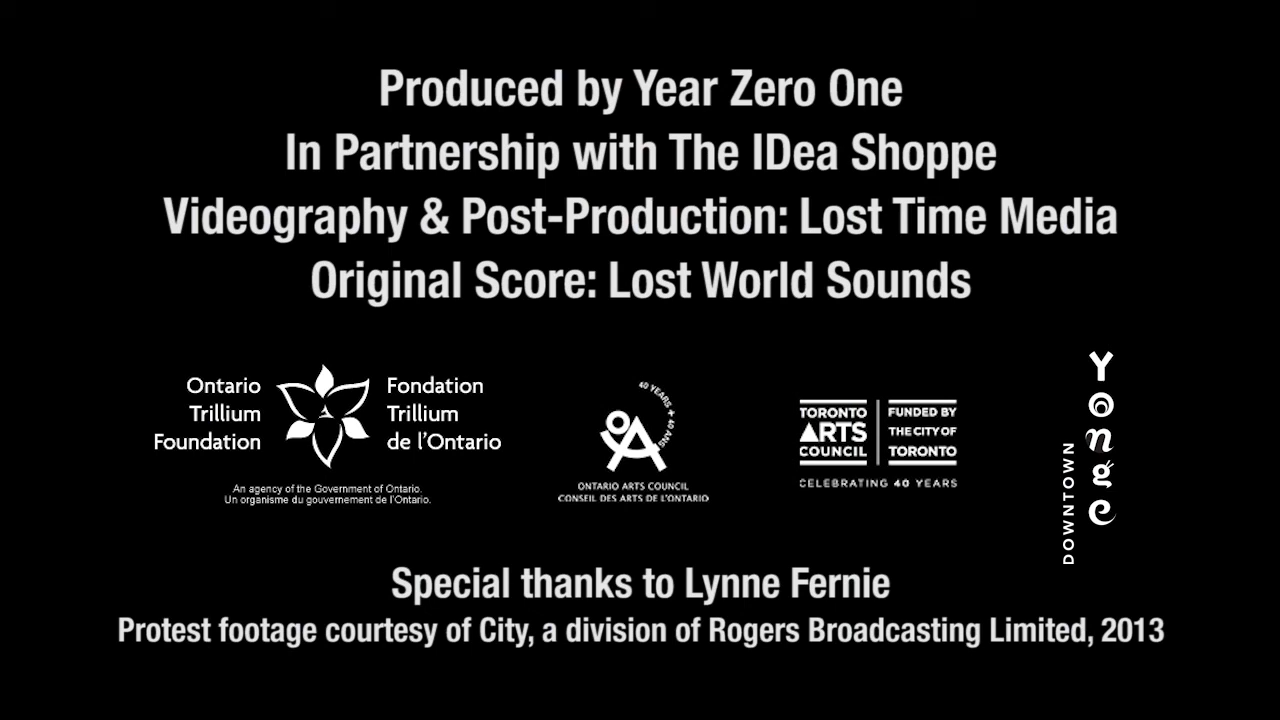 Produced by Year Zero One
In Partnership with The IDea Shoppe
Videography & Post-Production: Lost Time Media
Original Score: Lost World Sounds
Ontario
Trillium
Foundation
Fondation
Trillium
de l'Ontario
An agency of the Government of Ontario.
Un organisme du gouvernement de l'Ontario.
40 YEARS + 40 ANS
ONTARIO ARTS COUNCIL
CONSEIL DES ARTS DE L'ONTARIO
TORONTO
ARTS
COUNCIL
FUNDED BY
THE CITY OF
TORONTO
CELEBRATING 40 YEARS
DOWNTOWN
Yonge
Special thanks to Lynne Fernie
Protest footage courtesy of City, a division of Rogers Broadcasting Limited, 2013